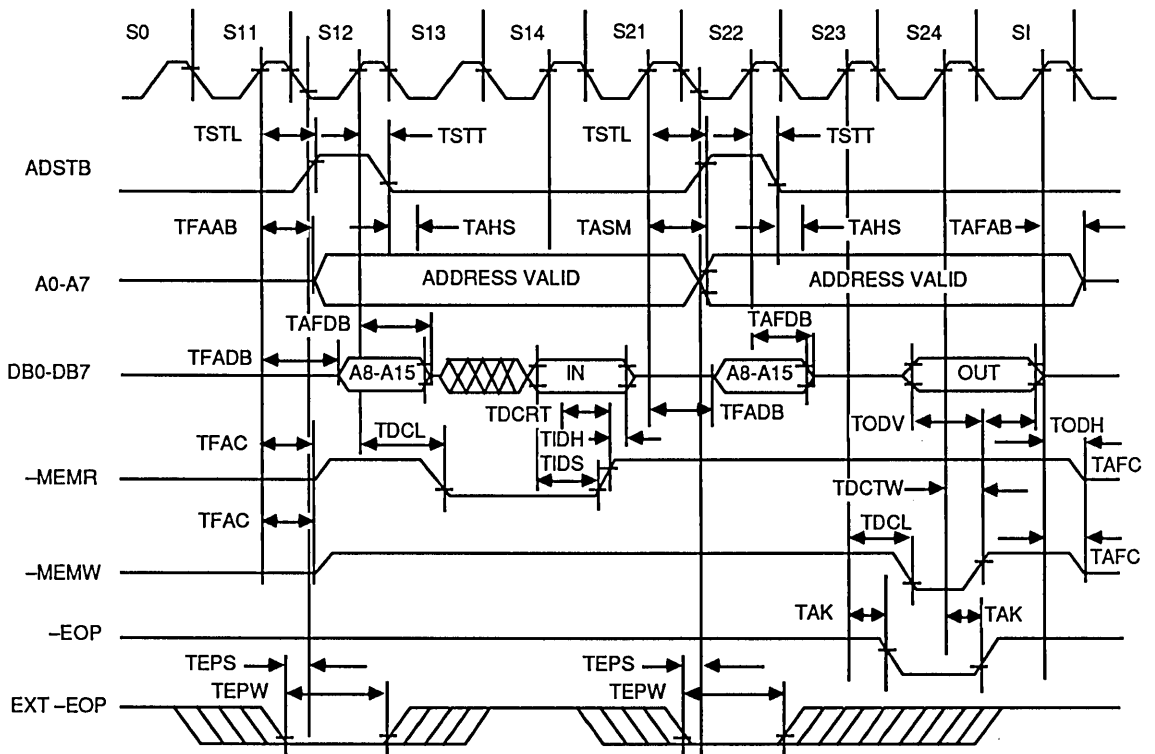 S0 S11 S12 S13 S14 S21 S22 S23 S24 SI
TSTL TSTT TSTL TSTT
ADSTB
TFAAB TAHS TASM TAHS TAFAB
A0-A7 ADDRESS VALID ADDRESS VALID
TAFDB TAFDB
TFADB
DB0-DB7 A8-A15 IN A8-A15 OUT
TDCRT TFADB
TFAC TDCL TIDH TODV TODH
–MEMR TIDS TAFC
TDCTW
TFAC TDCL
–MEMW TAFC
TAK TAK
–EOP
TEPS TEPS
TEPW TEPW
EXT –EOP